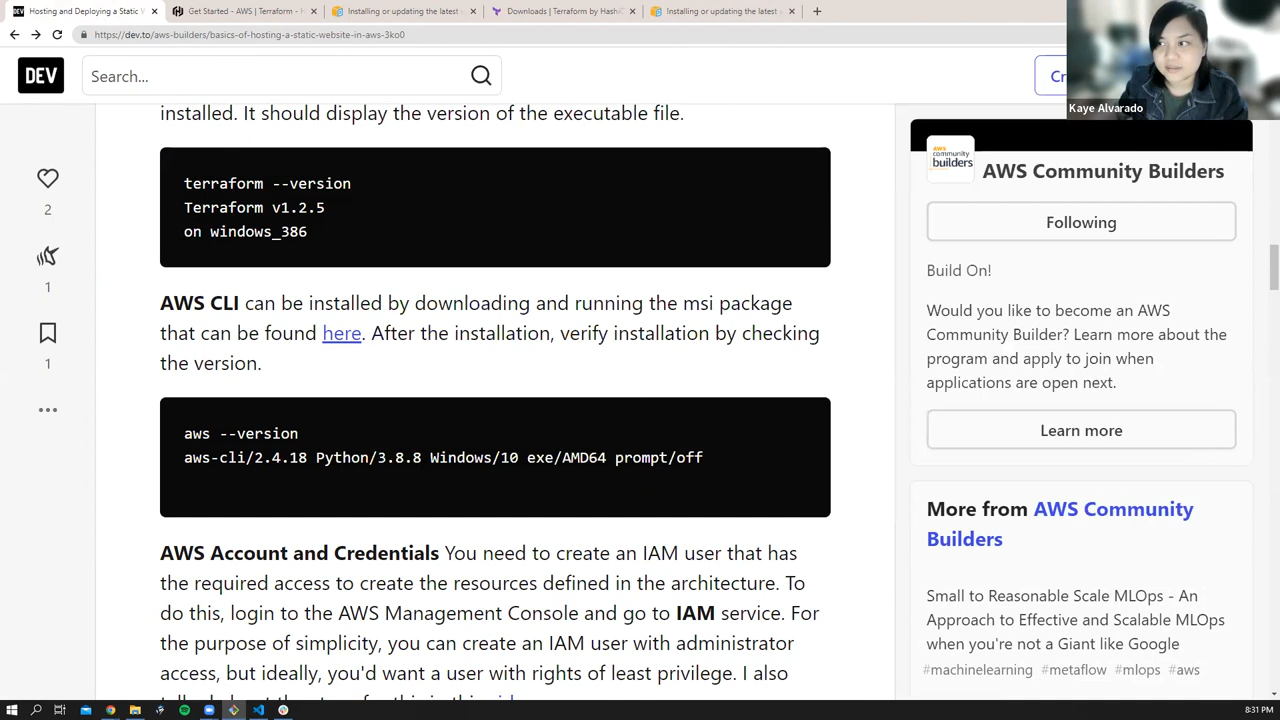 Hosting and Deploying a Static W
Get Started - AWS | Terraform - H
Installing or updating the latest
Downloads | Terraform by HashiC
Installing or updating the latest
https://dev.to/aws-builders/basics-of-hosting-a-static-website-in-aws-3ko0
DEV
Search...
Kaye Alvarado
installed. It should display the version of the executable file.
terraform --version
Terraform v1.2.5
on windows_386
AWS CLI can be installed by downloading and running the msi package
that can be found here. After the installation, verify installation by checking
the version.
aws --version
aws-cli/2.4.18 Python/3.8.8 Windows/10 exe/AMD64 prompt/off
AWS Account and Credentials You need to create an IAM user that has
the required access to create the resources defined in the architecture. To
do this, login to the AWS Management Console and go to IAM service. For
the purpose of simplicity, you can create an IAM user with administrator
access, but ideally, you'd want a user with rights of least privilege. I also
2
1
1
aws
community
builders
AWS Community Builders
Following
Build On!
Would you like to become an AWS
Community Builder? Learn more about the
program and apply to join when
applications are open next.
Learn more
More from AWS Community
Builders
Small to Reasonable Scale MLOps - An
Approach to Effective and Scalable MLOps
when you're not a Giant like Google
#machinelearning #metaflow #mlops #aws
8:31 PM